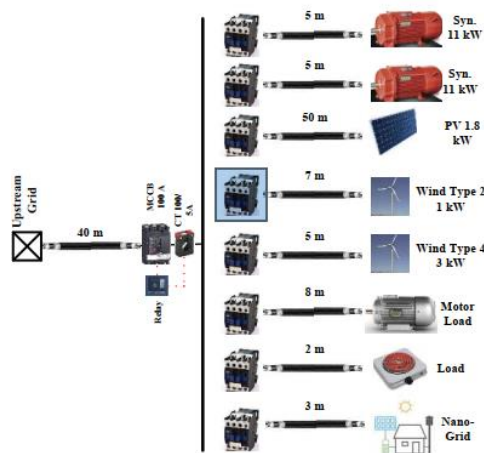 5 m
Syn.
11 kW
5 m
Syn.
11 kW
50 m
PV 1.8
kW
7 m
Wind Type 2
1 kW
Upstream
Grid
40 m
MCCB
100 A
CT 100/
5A
Relay
5 m
Wind Type 4
3 kW
8 m
Motor
Load
2 m
Load
3 m
Nano-
Grid